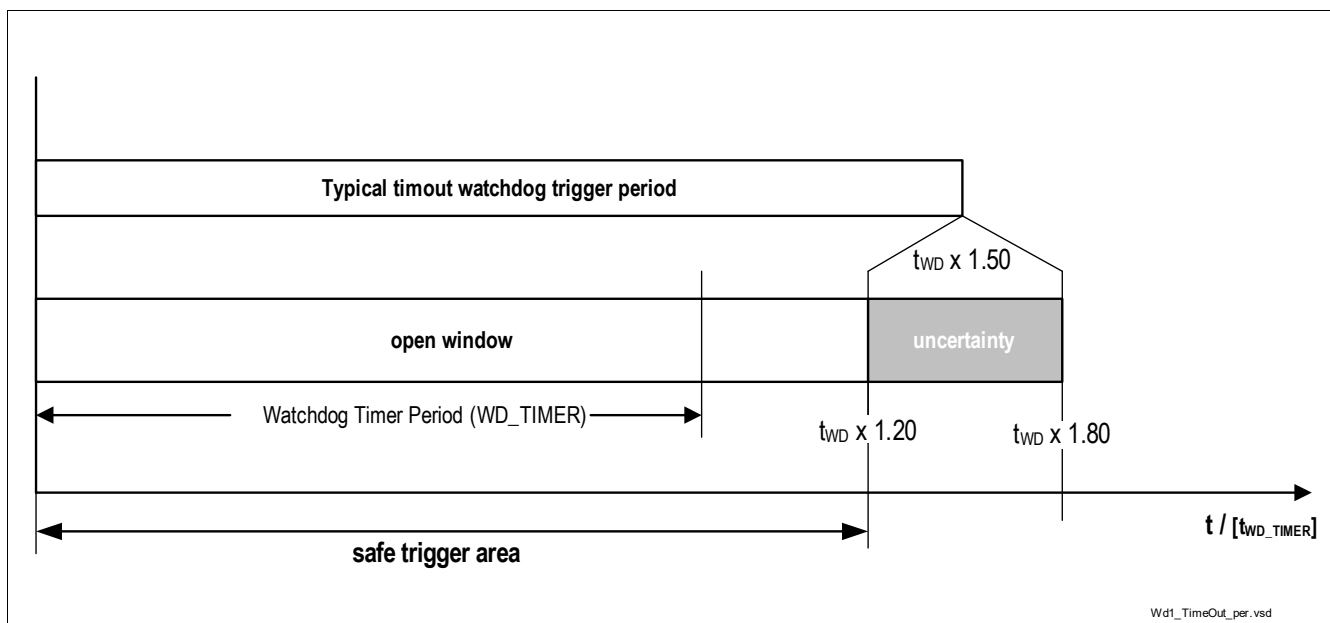 Typical timout watchdog trigger period
tWD x 1.50
open window
uncertainty
Watchdog Timer Period (WD_TIMER)
tWD x 1.20
tWD x 1.80
t / [tWD_TIMER]
safe trigger area
Wd1_TimeOut_per.vsd